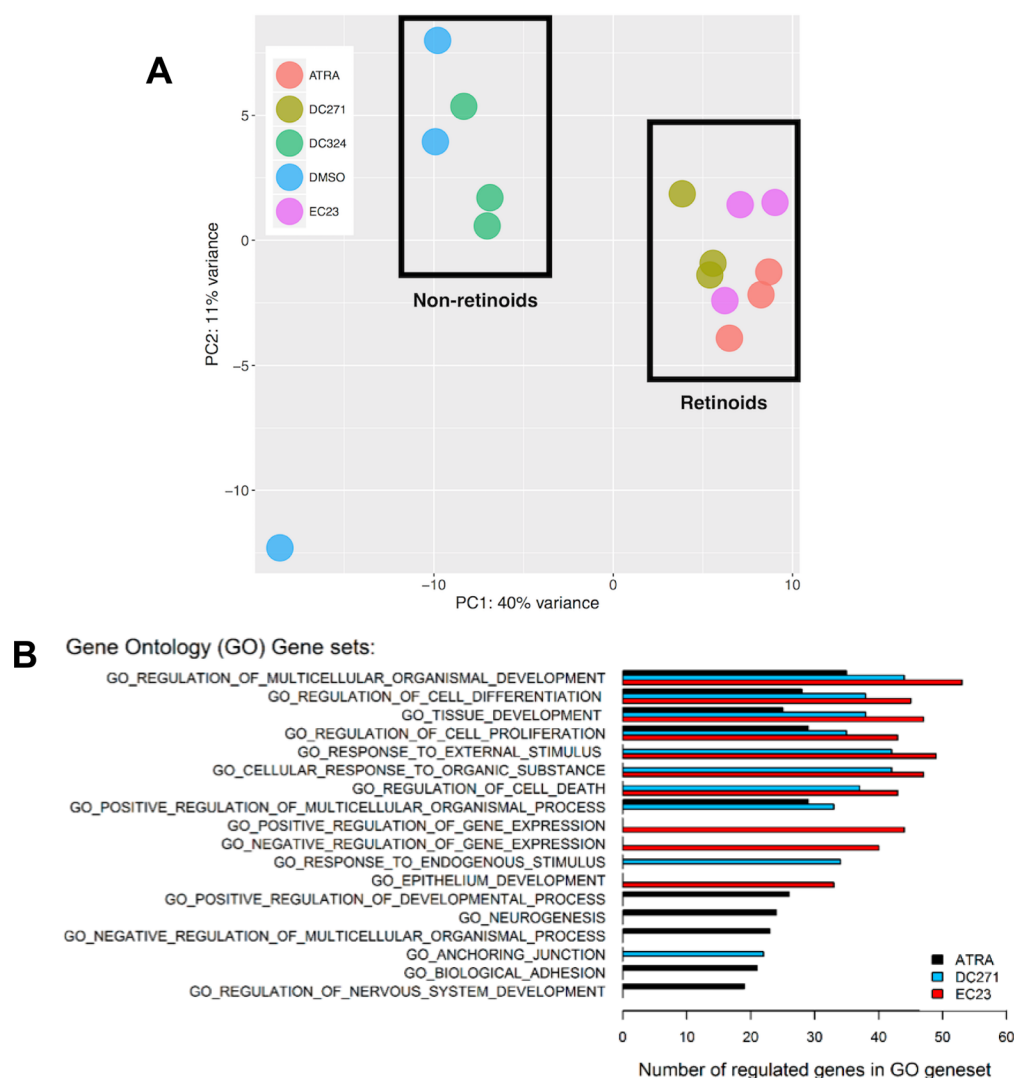 A
ATRA
DC271
DC324
DMSO
EC23
5
0
−5
−10
PC2: 11% variance
Non-retinoids
Retinoids
−10
0
10
PC1: 40% variance
B
Gene Ontology (GO) Gene sets:
GO_REGULATION_OF_MULTICELLULAR_ORGANISMAL_DEVELOPMENT
GO_REGULATION_OF_CELL_DIFFERENTIATION
GO_TISSUE_DEVELOPMENT
GO_REGULATION_OF_CELL_PROLIFERATION
GO_RESPONSE_TO_EXTERNAL_STIMULUS
GO_CELLULAR_RESPONSE_TO_ORGANIC_SUBSTANCE
GO_REGULATION_OF_CELL_DEATH
GO_POSITIVE_REGULATION_OF_MULTICELLULAR_ORGANISMAL_PROCESS
GO_POSITIVE_REGULATION_OF_GENE_EXPRESSION
GO_NEGATIVE_REGULATION_OF_GENE_EXPRESSION
GO_RESPONSE_TO_ENDOGENOUS_STIMULUS
GO_EPITHELIUM_DEVELOPMENT
GO_POSITIVE_REGULATION_OF_DEVELOPMENTAL_PROCESS
GO_NEUROGENESIS
GO_NEGATIVE_REGULATION_OF_MULTICELLULAR_ORGANISMAL_PROCESS
GO_ANCHORING_JUNCTION
GO_BIOLOGICAL_ADHESION
GO_REGULATION_OF_NERVOUS_SYSTEM_DEVELOPMENT
ATRA
DC271
EC23
0 10 20 30 40 50 60
Number of regulated genes in GO geneset